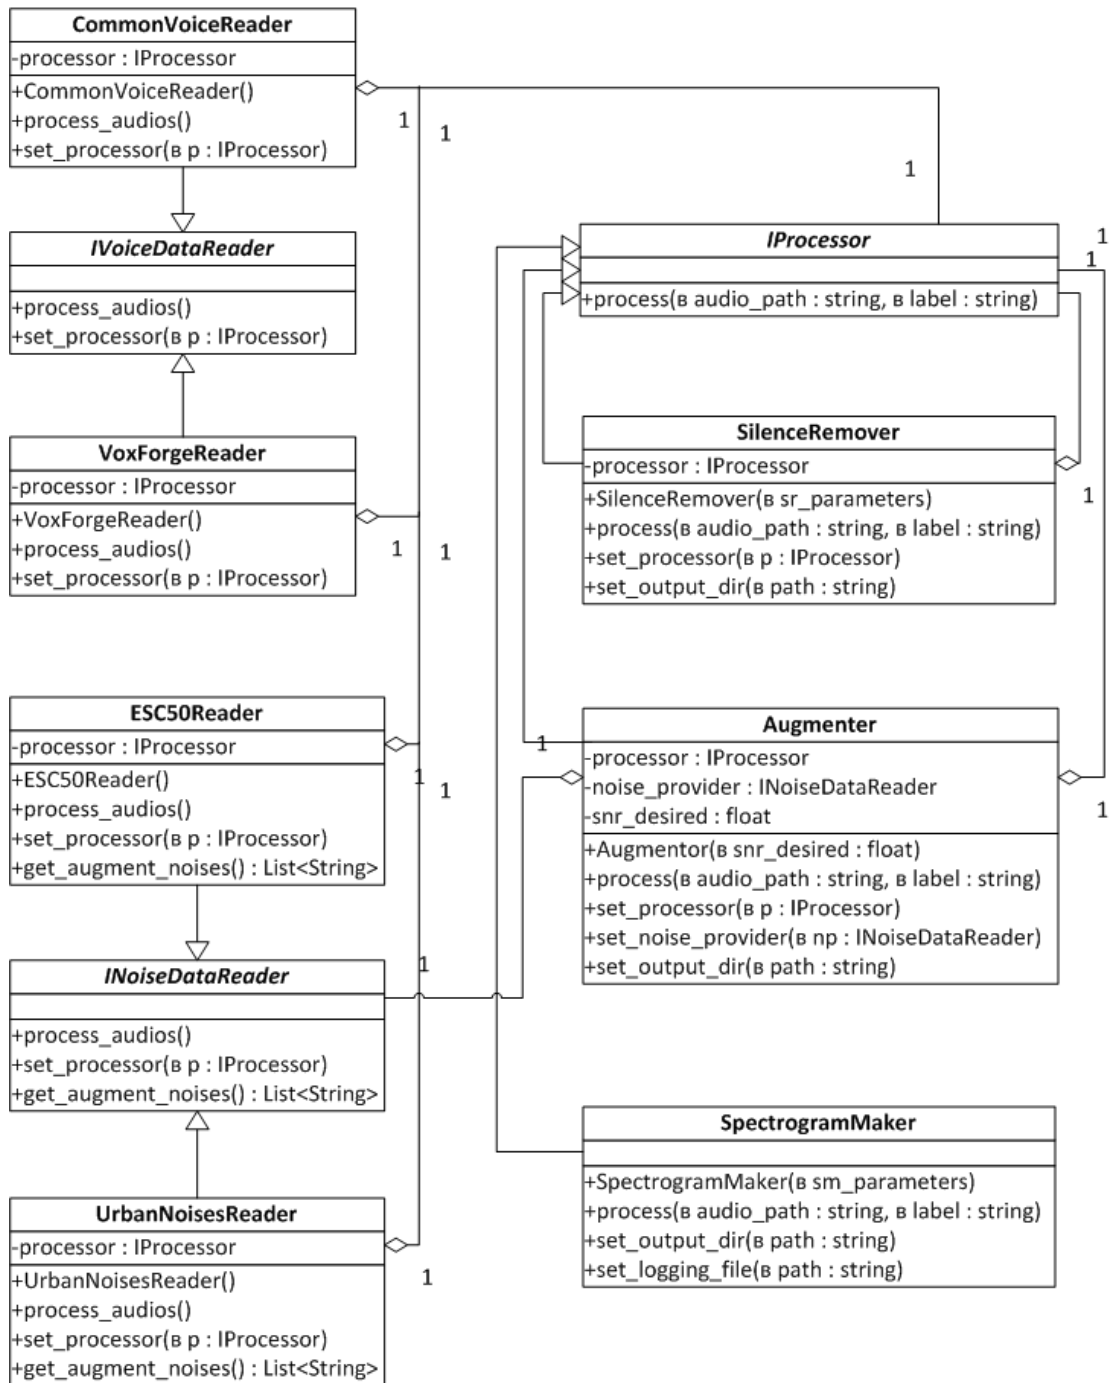 CommonVoiceReader
-processor : IProcessor
+CommonVoiceReader()
+process_audios()
+set_processor(в p : IProcessor)
1
1
1
IVoiceDataReader
+process_audios()
+set_processor(в p : IProcessor)
IProcessor
+process(в audio_path : string, в label : string)
1
1
VoxForgeReader
-processor : IProcessor
+VoxForgeReader()
+process_audios()
+set_processor(в p : IProcessor)
1
1
SilenceRemover
-processor : IProcessor
+SilenceRemover(в sr_parameters)
+process(в audio_path : string, в label : string)
+set_processor(в p : IProcessor)
+set_output_dir(в path : string)
1
ESC50Reader
-processor : IProcessor
+ESC50Reader()
+process_audios()
+set_processor(в p : IProcessor)
+get_augment_noises() : List<String>
1
1
1
Augmenter
-processor : IProcessor
-noise_provider : INoiseDataReader
-snr_desired : float
+Augmentor(в snr_desired : float)
+process(в audio_path : string, в label : string)
+set_processor(в p : IProcessor)
+set_noise_provider(в np : INoiseDataReader)
+set_output_dir(в path : string)
1
INoiseDataReader
+process_audios()
+set_processor(в p : IProcessor)
+get_augment_noises() : List<String>
1
SpectrogramMaker
+SpectrogramMaker(в sm_parameters)
+process(в audio_path : string, в label : string)
+set_output_dir(в path : string)
+set_logging_file(в path : string)
UrbanNoisesReader
-processor : IProcessor
+UrbanNoisesReader()
+process_audios()
+set_processor(в p : IProcessor)
+get_augment_noises() : List<String>
1